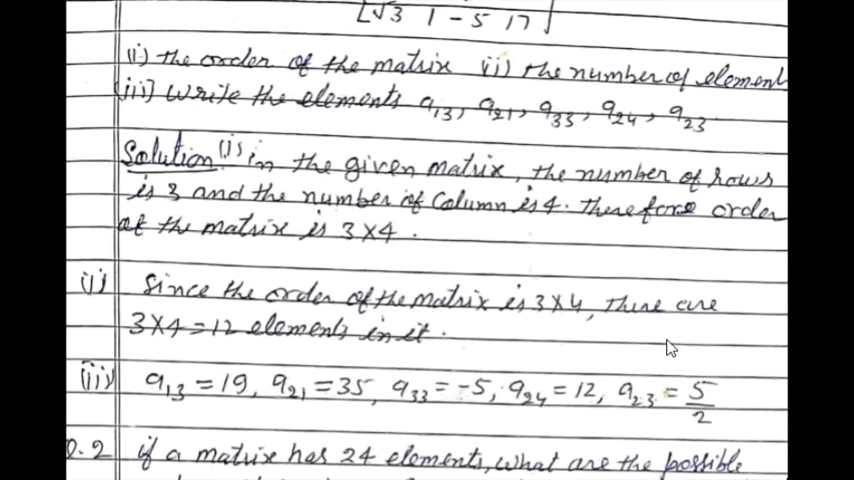 [√3 1 -5 17]
(i) the order of the matrix (ii) the number of element
(iii) Write the elements a₁₃, a₂₁, a₃₃, a₂₄, a₂₃
Solution (i) in the given matrix, the number of rows
is 3 and the number of Column is 4. Therefore order
of the matrix is 3×4.
(i) Since the order of the matrix is 3×4, There are
3×4=12 elements in it.
(iii) a₁₃ = 19, a₂₁ = 35, a₃₃ = -5, a₂₄ = 12, a₂₃ = 5/2
Q.2 if a matrix has 24 elements, what are the possible